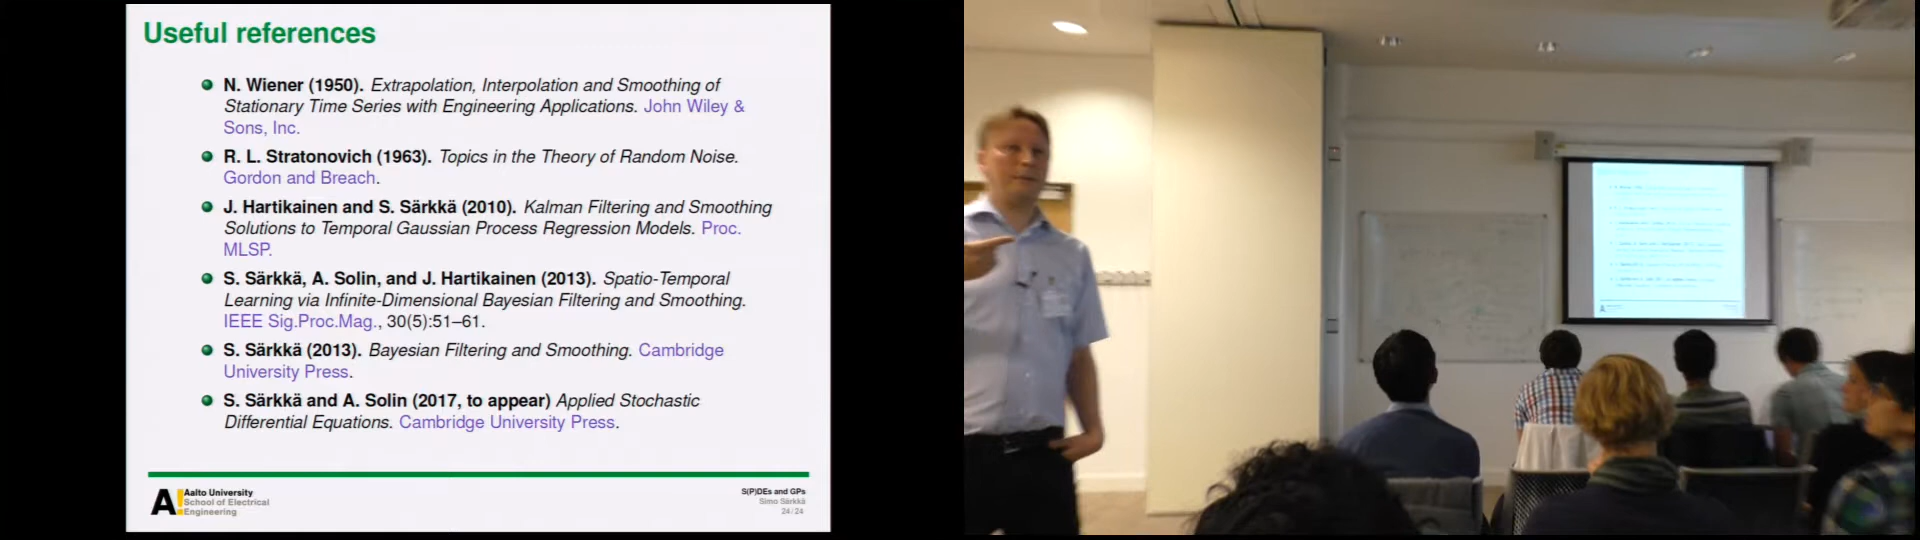 Useful references
N. Wiener (1950). Extrapolation, Interpolation and Smoothing of
Stationary Time Series with Engineering Applications. John Wiley &
Sons, Inc.
R. L. Stratonovich (1963). Topics in the Theory of Random Noise.
Gordon and Breach.
J. Hartikainen and S. Särkkä (2010). Kalman Filtering and Smoothing
Solutions to Temporal Gaussian Process Regression Models. Proc.
MLSP.
S. Särkkä, A. Solin, and J. Hartikainen (2013). Spatio-Temporal
Learning via Infinite-Dimensional Bayesian Filtering and Smoothing.
IEEE Sig.Proc.Mag., 30(5):51–61.
S. Särkkä (2013). Bayesian Filtering and Smoothing. Cambridge
University Press.
S. Särkkä and A. Solin (2017, to appear) Applied Stochastic
Differential Equations. Cambridge University Press.
A! Aalto University
School of Electrical
Engineering
S(P)DEs and GPs
Simo Särkkä
24 / 24